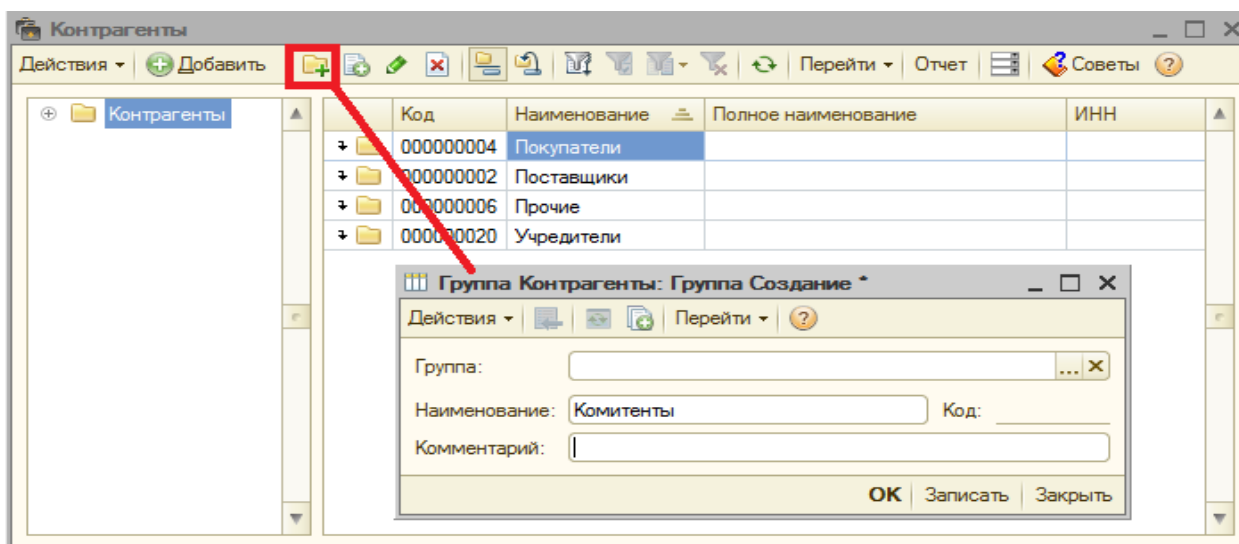 Контрагенты
Действия Добавить Перейти Отчет Советы
Контрагенты
Код Наименование Полное наименование ИНН
000000004 Покупатели
000000002 Поставщики
000000006 Прочие
000000020 Учредители
Группа Контрагенты: Группа Создание *
Действия Перейти
Группа:
Наименование: Комитенты Код:
Комментарий:
ОК Записать Закрыть